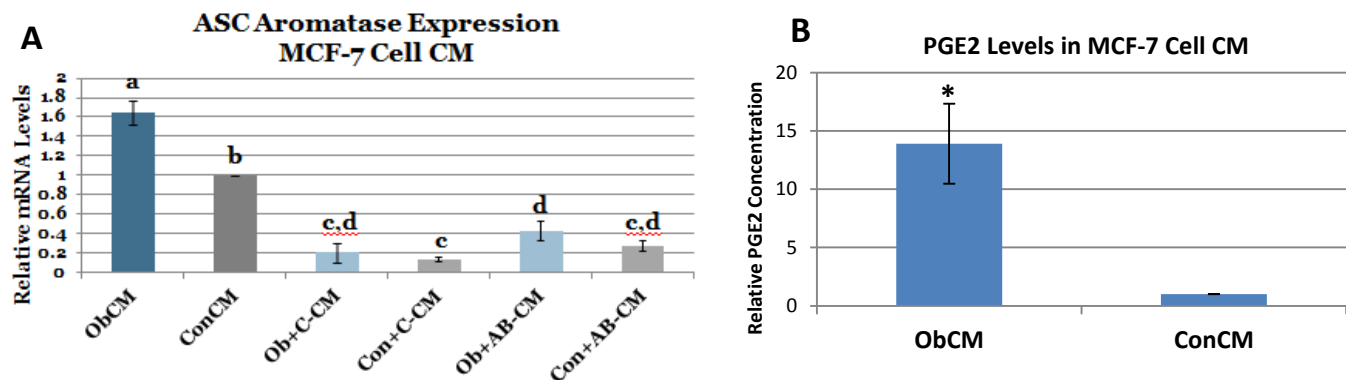 A
ASC Aromatase Expression
MCF-7 Cell CM
Relative mRNA Levels
2
1.8
1.6
1.4
1.2
1
0.8
0.6
0.4
0.2
0
a
b
c,d
c
d
c,d
ObCM
ConCM
Ob+C-CM
Con+C-CM
Ob+AB-CM
Con+AB-CM
B
PGE2 Levels in MCF-7 Cell CM
Relative PGE2 Concentration
20
15
10
5
0
*
ObCM
ConCM